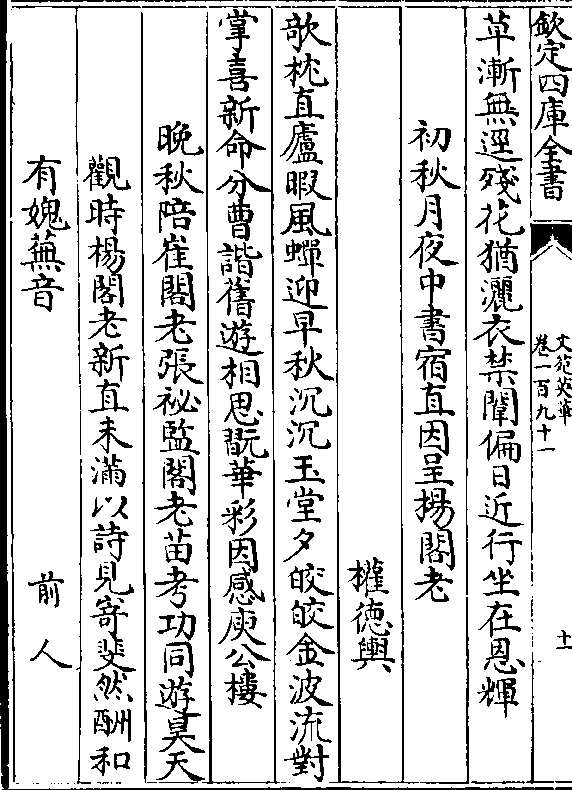 欽定四庫全書
文苑英華
卷一百九十一
十一
草漸無逕殘花猶灑衣禁闈偏日近行坐在恩輝
初秋月夜中書宿直因呈楊閣老
權德輿
欹枕直廬暇風蟬迎早秋沉沉玉堂夕皎皎金波流對
掌喜新命分曹諧舊遊相思翫華彩因感庾公樓
晚秋陪崔閣老張祕監閣老苗考功同遊昊天
觀時楊閣老新直未滿以詩見寄斐然酬和
有媿蕪音
前人